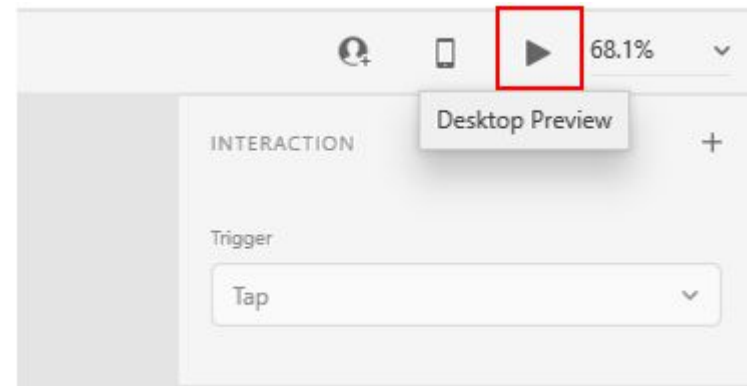 68.1%
Desktop Preview
INTERACTION
Trigger
Tap